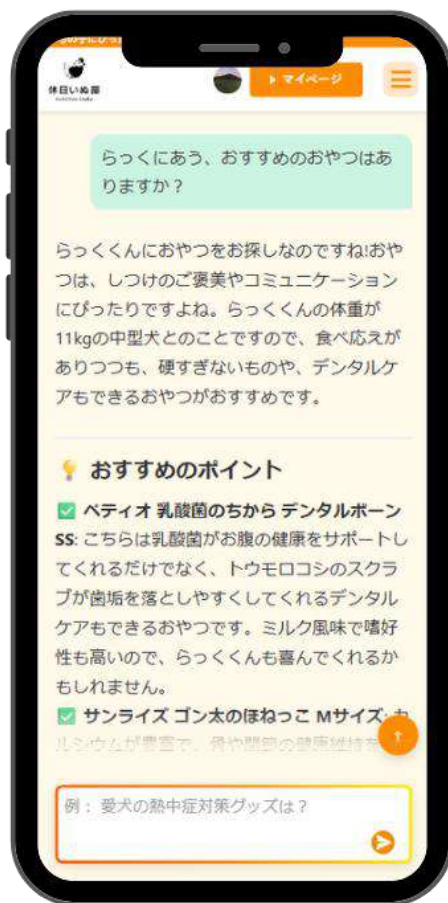 休日いぬ部
マイページ
らっくにあう、おすすめのおやつはあ
りますか？
らっくくんにおやつをお探しなのですね!おや
つは、しつけのご褒美やコミュニケーション
にぴったりですよね。らっくくんの体重が
11kgの中型犬とのことですので、食べ応えが
ありつつも、硬すぎないものや、デンタルケ
アもできるおやつがおすすめです。
おすすめのポイント
ペティオ 乳酸菌のちから デンタルボーン
SS: こちらは乳酸菌がお腹の健康をサポートし
てくれるだけでなく、トウモロコシのスクラ
ブが歯垢を落としやすくしてくれるデンタル
ケアもできるおやつです。ミルク風味で嗜好
性も高いので、らっくくんも喜んでくれるか
もしれません。
サンライズ ゴン太のほねっこ Mサイズ: カ
ルシウムが豊富で、骨や関節の健康維持を
例： 愛犬の熱中症対策グッズは？